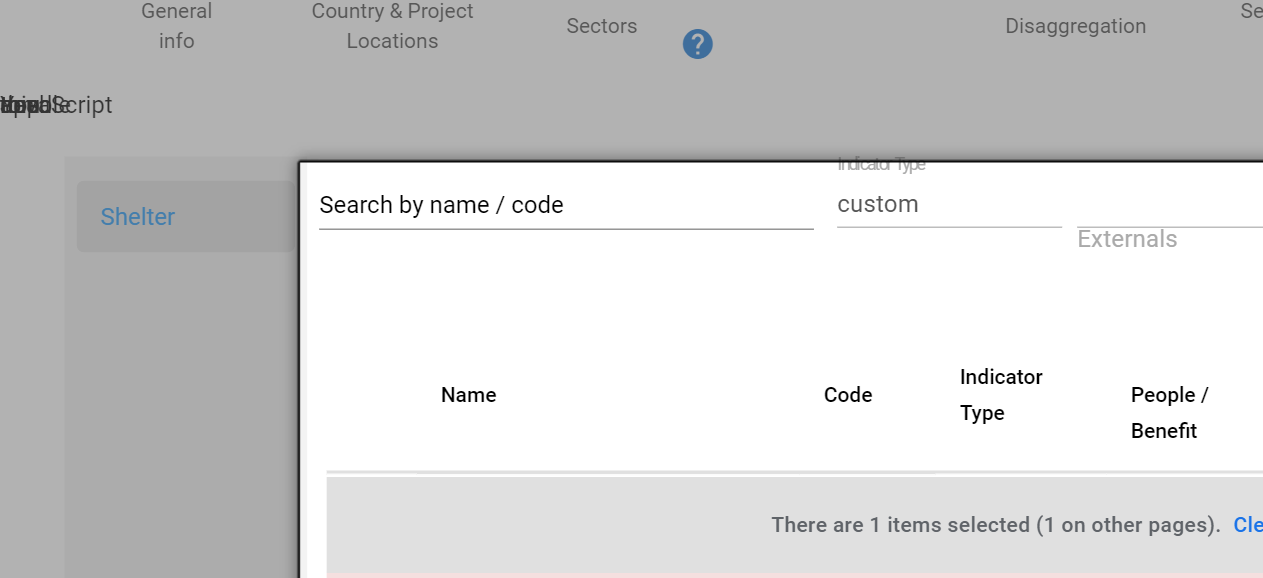 General
info
Country & Project
Locations
Sectors
?
Disaggregation
Se
Script
Shelter
Indicator Type
Search by name / code
custom
Externals
Name
Code
Indicator
Type
People /
Benefit
There are 1 items selected (1 on other pages). Cle